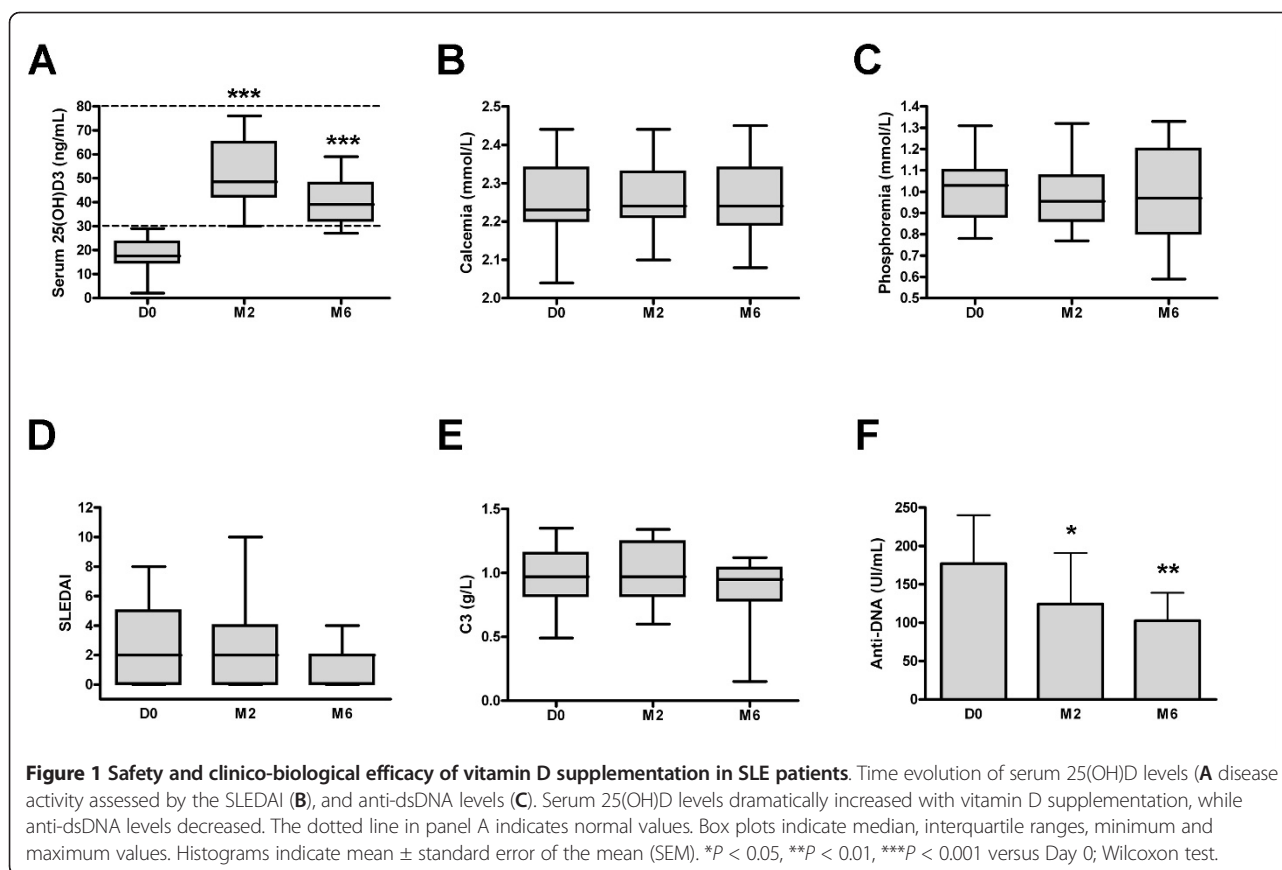 A
B
C
***
***
Serum 25(OH)D3 (ng/mL)
80
70
60
50
40
30
20
10
0
D0 M2 M6
Calcemia (mmol/L)
2.5
2.4
2.3
2.2
2.1
2.0
D0 M2 M6
Phosphoremia (mmol/L)
1.4
1.3
1.2
1.1
1.0
0.9
0.8
0.7
0.6
0.5
D0 M2 M6
D
E
F
SLEDAI
12
10
8
6
4
2
0
D0 M2 M6
C3 (g/L)
1.5
1.0
0.5
0.0
D0 M2 M6
Anti-DNA (UI/mL)
250
200
150
100
50
0
*
**
D0 M2 M6
Figure 1 Safety and clinico-biological efficacy of vitamin D supplementation in SLE patients. Time evolution of serum 25(OH)D levels (A disease
activity assessed by the SLEDAI (B), and anti-dsDNA levels (C). Serum 25(OH)D levels dramatically increased with vitamin D supplementation, while
anti-dsDNA levels decreased. The dotted line in panel A indicates normal values. Box plots indicate median, interquartile ranges, minimum and
maximum values. Histograms indicate mean ± standard error of the mean (SEM). *P < 0.05, **P < 0.01, ***P < 0.001 versus Day 0; Wilcoxon test.